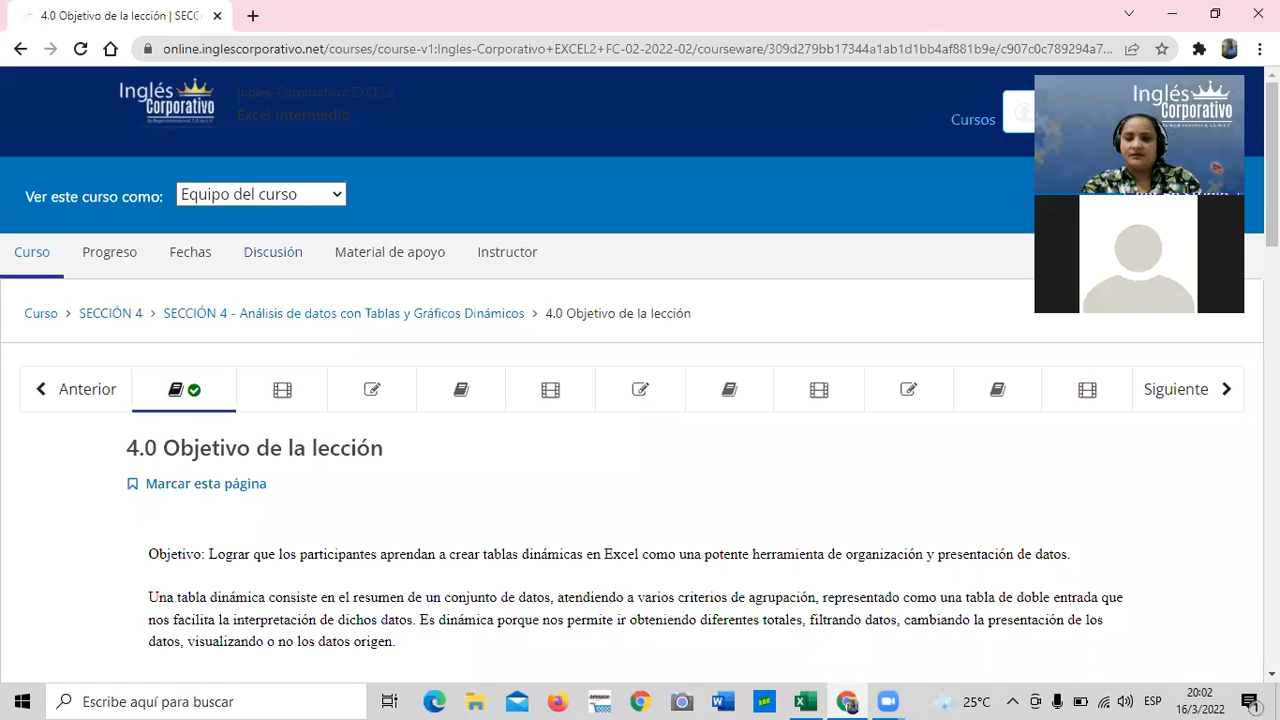 4.0 Objetivo de la lección | SECC
online.inglescorporativo.net/courses/course-v1:Ingles-Corporativo+EXCEL2+FC-02-2022-02/courseware/309d279bb17344a1ab1d1bb4af881b9e/c907c0c789294a7...
Inglés Corporativo
Ingles-Corporativo: EXCEL2
Excel Intermedio
Cursos
Inglés Corporativo
Ver este curso como: Equipo del curso
Curso Progreso Fechas Discusión Material de apoyo Instructor
Curso > SECCIÓN 4 > SECCIÓN 4 - Análisis de datos con Tablas y Gráficos Dinámicos > 4.0 Objetivo de la lección
Anterior Siguiente
4.0 Objetivo de la lección
Marcar esta página
Objetivo: Lograr que los participantes aprendan a crear tablas dinámicas en Excel como una potente herramienta de organización y presentación de datos.
Una tabla dinámica consiste en el resumen de un conjunto de datos, atendiendo a varios criterios de agrupación, representado como una tabla de doble entrada que
nos facilita la interpretación de dichos datos. Es dinámica porque nos permite ir obteniendo diferentes totales, filtrando datos, cambiando la presentación de los
datos, visualizando o no los datos origen.
Escribe aquí para buscar
25°C
ESP
20:02
16/3/2022